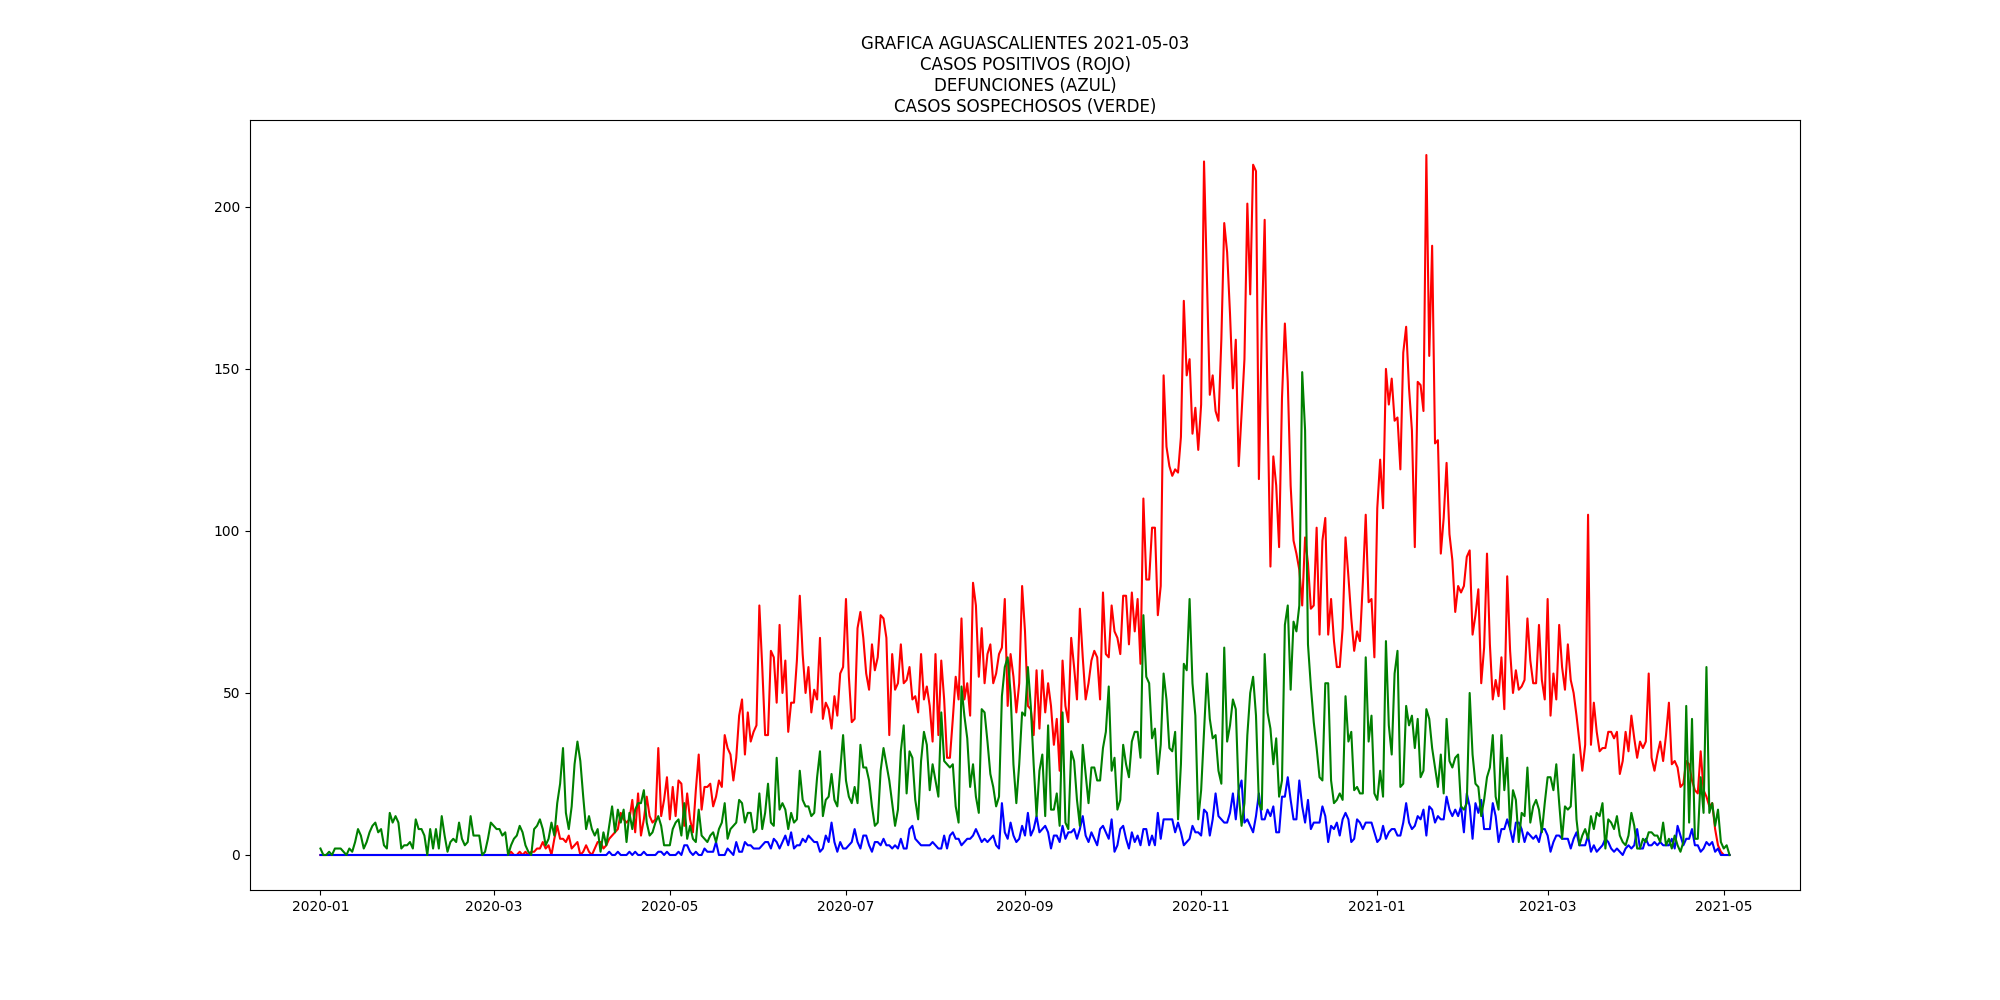 GRAFICA AGUASCALIENTES 2021-05-03
CASOS POSITIVOS (ROJO)
DEFUNCIONES (AZUL)
CASOS SOSPECHOSOS (VERDE)
200
150
100
50
0
2020-01 2020-03 2020-05 2020-07 2020-09 2020-11 2021-01 2021-03 2021-05